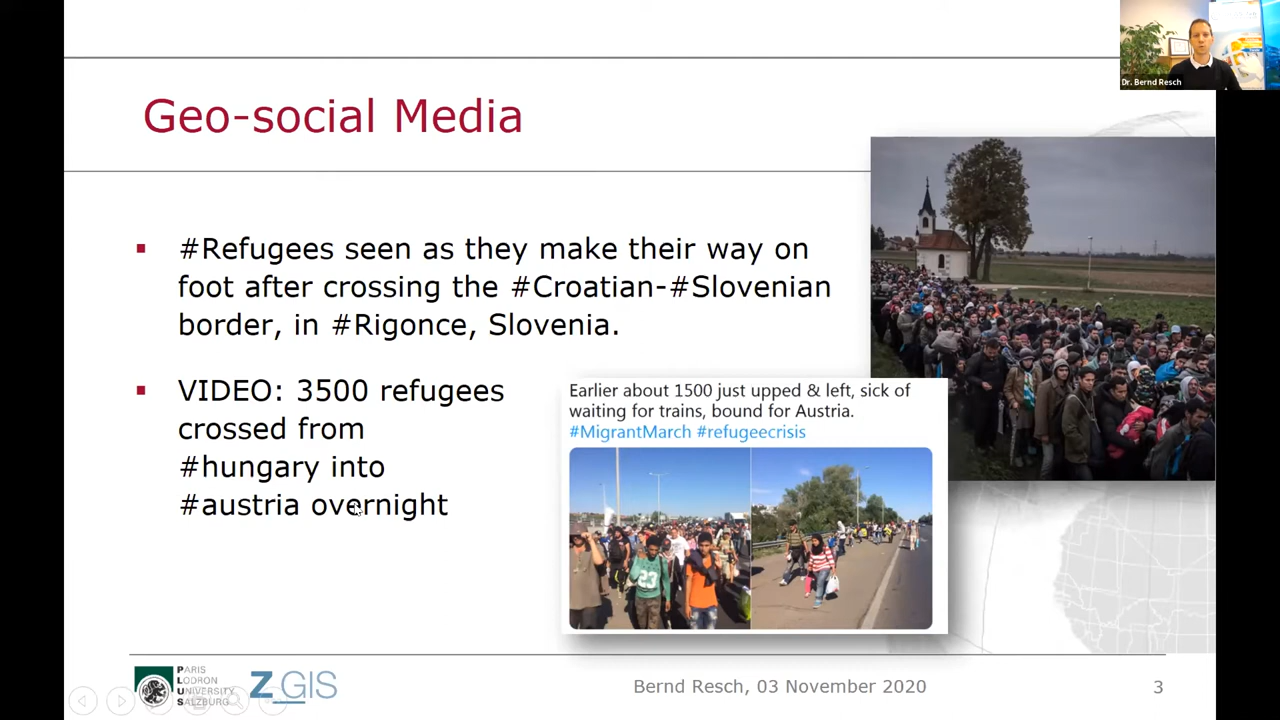 Dr. Bernd Resch
Geo-social Media
#Refugees seen as they make their way on
foot after crossing the #Croatian-#Slovenian
border, in #Rigonce, Slovenia.
VIDEO: 3500 refugees
crossed from
#hungary into
#austria overnight
Earlier about 1500 just upped & left, sick of
waiting for trains, bound for Austria.
#MigrantMarch #refugeecrisis
23
PARIS
LODRON
UNIVERSITY
SALZBURG
P
L
U
S
Z_GIS
Bernd Resch, 03 November 2020
3